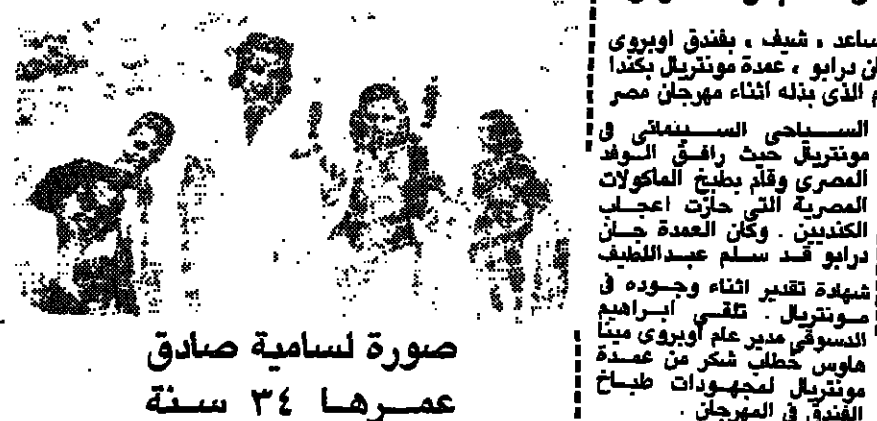 ساعد ، شيف ، بفندق اوبروى
ان درابو ، عمدة مونتريال بكندا
م الذى بذله اثناء مهرجان مصر
السياحى السينمائى فى
مونتريال حيث رافق الوفد
المصرى وقام بطبخ الماكولات
المصرية التى حازت اعجاب
الكنديين . وكان العمدة جان
درابو قد سلم عبداللطيف
شهادة تقدير اثناء وجوده فى
مونتريال . تلقى ابراهيم
الدسوقى مدير عام اوبروى مينا
هاوس خطاب شكر من عمدة
مونتريال لمجهودات طباخ
الفندق فى المهرجان .
صورة لسامية صادق
عمرها ٣٤ سنة